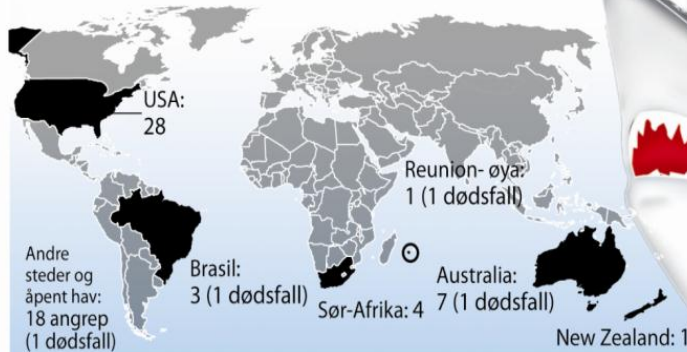 USA:
28
Reunion- øya:
1 (1 dødsfall)
Andre
steder og
åpent hav:
18 angrep
(1 dødsfall)
Brasil:
3 (1 dødsfall)
Sør-Afrika: 4
Australia:
7 (1 dødsfall)
New Zealand: 1